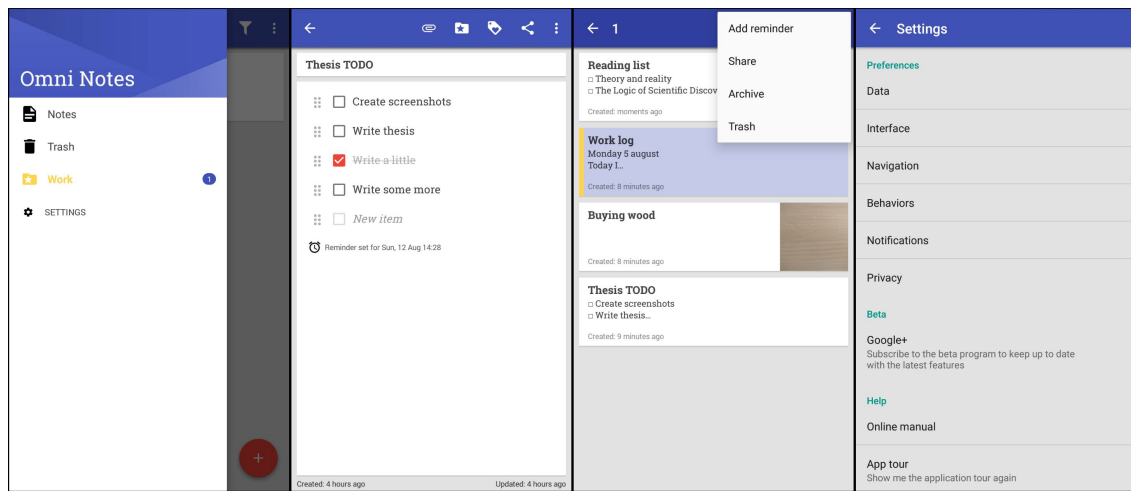 Omni Notes
Notes
Trash
Work
1
SETTINGS
Thesis TODO
Create screenshots
Write thesis
Write a little
Write some more
New item
Reminder set for Sun, 12 Aug 14:28
Created: 4 hours ago
Updated: 4 hours ago
1
Add reminder
Share
Archive
Trash
Reading list
Theory and reality
The Logic of Scientific Discov
Created: moments ago
Work log
Monday 5 august
Today I...
Created: 8 minutes ago
Buying wood
Created: 8 minutes ago
Thesis TODO
Create screenshots
Write thesis...
Created: 9 minutes ago
Settings
Preferences
Data
Interface
Navigation
Behaviors
Notifications
Privacy
Beta
Google+
Subscribe to the beta program to keep up to date
with the latest features
Help
Online manual
App tour
Show me the application tour again